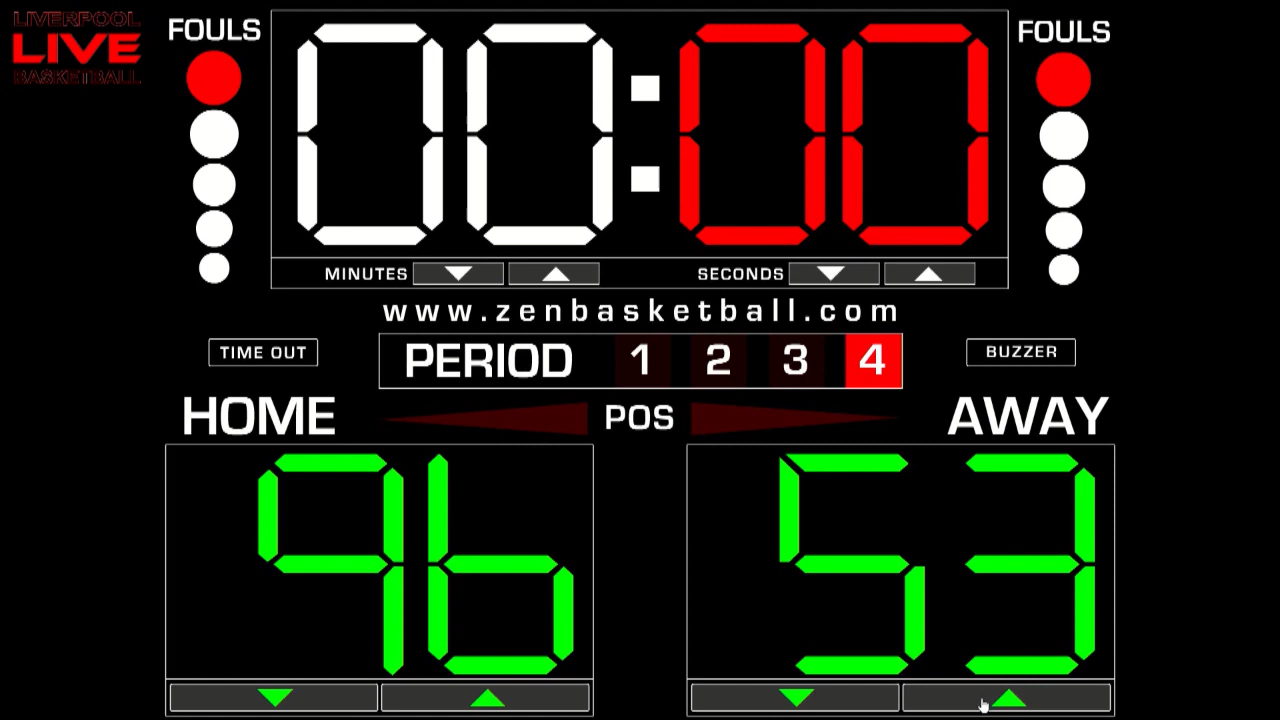 LIVERPOOL
LIVE
BASKETBALL
FOULS
00:00
FOULS
MINUTES
SECONDS
www.zenbasketball.com
TIME OUT
PERIOD 1 2 3 4
BUZZER
HOME
POS
AWAY
96
53